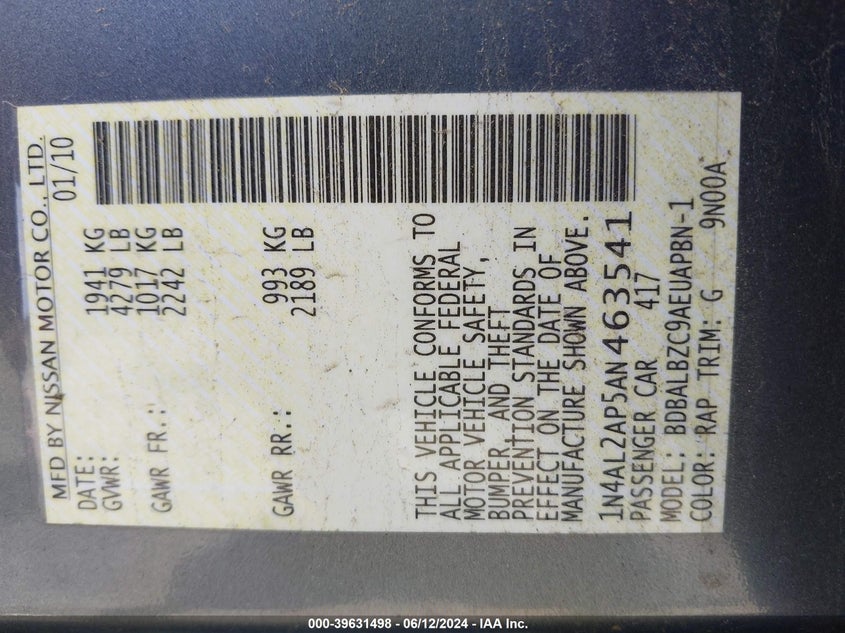 MFD BY NISSAN MOTOR CO., LTD.
DATE: 01/10
GVWR: 1941 KG
4279 LB
GAWR FR.: 1017 KG
2242 LB
GAWR RR.: 993 KG
2189 LB
THIS VEHICLE CONFORMS TO
ALL APPLICABLE FEDERAL
MOTOR VEHICLE SAFETY,
BUMPER, AND THEFT
PREVENTION STANDARDS IN
EFFECT ON THE DATE OF
MANUFACTURE SHOWN ABOVE.
1N4AL2AP5AN463541
PASSENGER CAR 417
MODEL: BDBALBZC9AEUAPBN-1
COLOR: RAP TRIM: G 9N00A
000-39631498 - 06/12/2024 - IAA Inc.